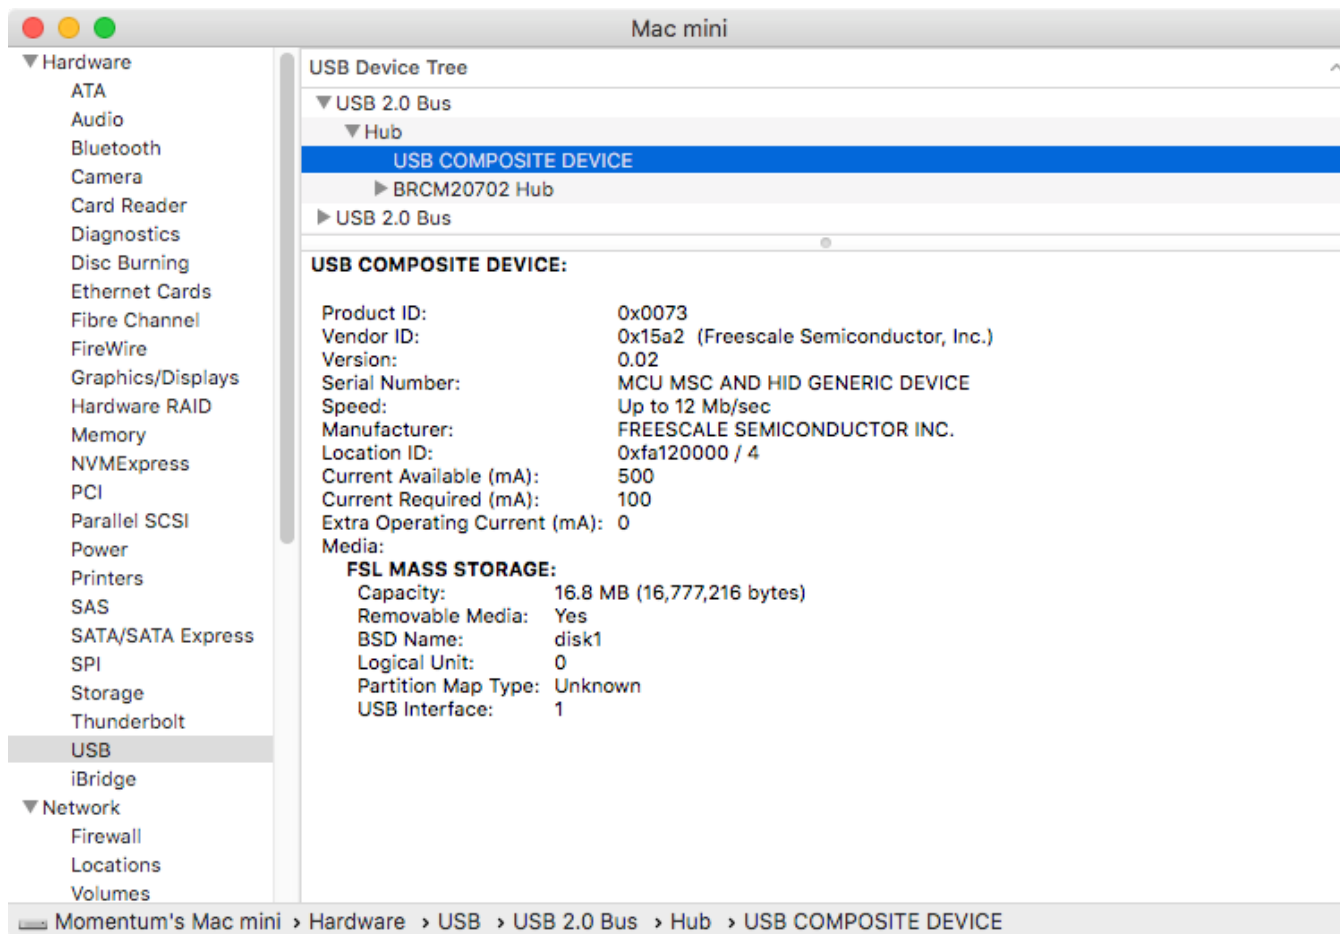 Mac mini
Hardware
ATA
Audio
Bluetooth
Camera
Card Reader
Diagnostics
Disc Burning
Ethernet Cards
Fibre Channel
FireWire
Graphics/Displays
Hardware RAID
Memory
NVMExpress
PCI
Parallel SCSI
Power
Printers
SAS
SATA/SATA Express
SPI
Storage
Thunderbolt
USB
iBridge
Network
Firewall
Locations
Volumes
USB Device Tree
USB 2.0 Bus
Hub
USB COMPOSITE DEVICE
BRCM20702 Hub
USB 2.0 Bus
USB COMPOSITE DEVICE:
Product ID: 0x0073
Vendor ID: 0x15a2 (Freescale Semiconductor, Inc.)
Version: 0.02
Serial Number: MCU MSC AND HID GENERIC DEVICE
Speed: Up to 12 Mb/sec
Manufacturer: FREESCALE SEMICONDUCTOR INC.
Location ID: 0xfa120000 / 4
Current Available (mA): 500
Current Required (mA): 100
Extra Operating Current (mA): 0
Media:
FSL MASS STORAGE:
Capacity: 16.8 MB (16,777,216 bytes)
Removable Media: Yes
BSD Name: disk1
Logical Unit: 0
Partition Map Type: Unknown
USB Interface: 1
Momentum's Mac mini › Hardware › USB › USB 2.0 Bus › Hub › USB COMPOSITE DEVICE